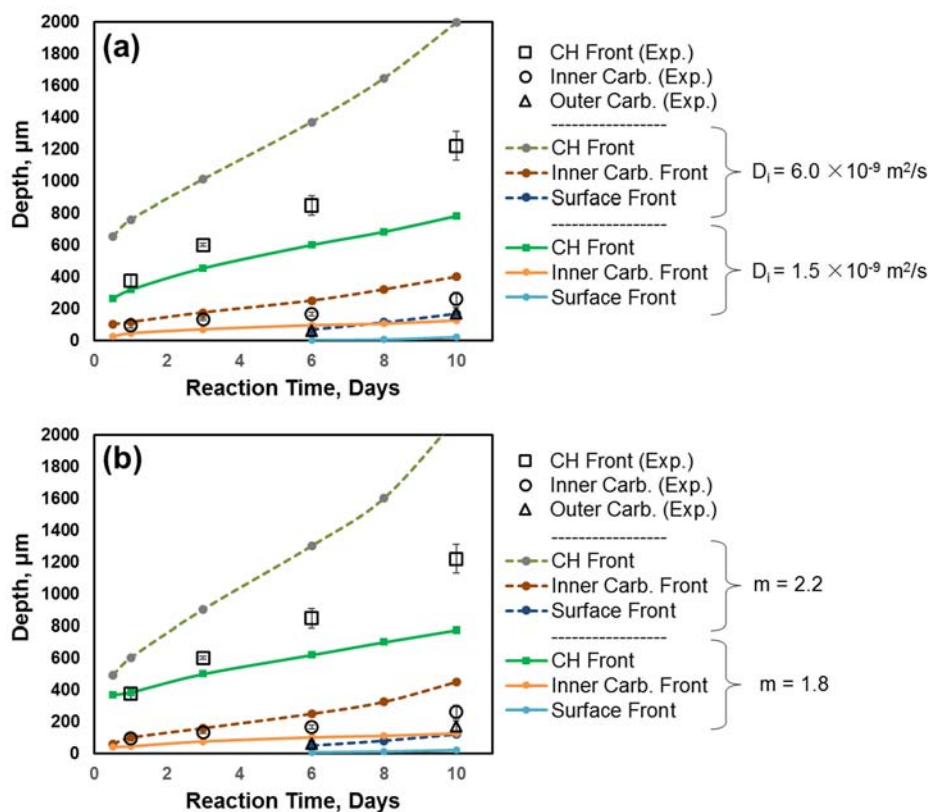 (a)
2000
1800
1600
1400
1200
1000
800
600
400
200
0
Depth, µm
0 2 4 6 8 10
Reaction Time, Days
CH Front (Exp.)
Inner Carb. (Exp.)
Outer Carb. (Exp.)
-----------------
CH Front
Inner Carb. Front
Surface Front
Di = 6.0 ×10-9 m2/s
-----------------
CH Front
Inner Carb. Front
Surface Front
Di = 1.5 ×10-9 m2/s
(b)
2000
1800
1600
1400
1200
1000
800
600
400
200
0
Depth, µm
0 2 4 6 8 10
Reaction Time, Days
CH Front (Exp.)
Inner Carb. (Exp.)
Outer Carb. (Exp.)
-----------------
CH Front
Inner Carb. Front
Surface Front
m = 2.2
-----------------
CH Front
Inner Carb. Front
Surface Front
m = 1.8